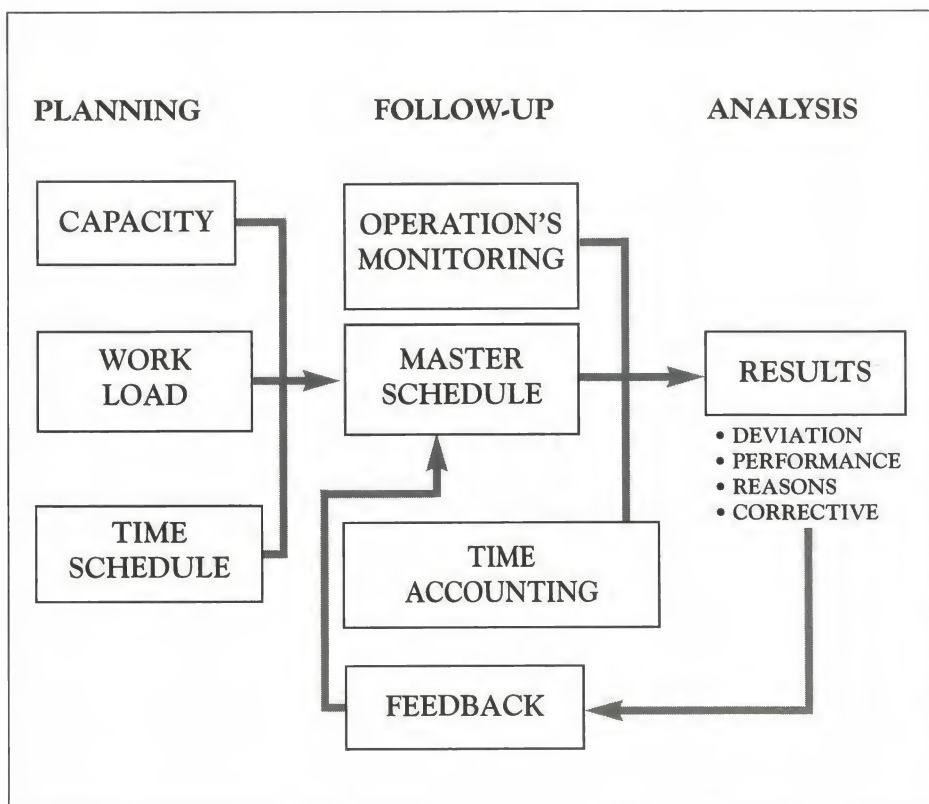 PLANNING
FOLLOW-UP
ANALYSIS
CAPACITY
WORK
LOAD
TIME
SCHEDULE
OPERATION'S
MONITORING
MASTER
SCHEDULE
TIME
ACCOUNTING
FEEDBACK
RESULTS
• DEVIATION
• PERFORMANCE
• REASONS
• CORRECTIVE